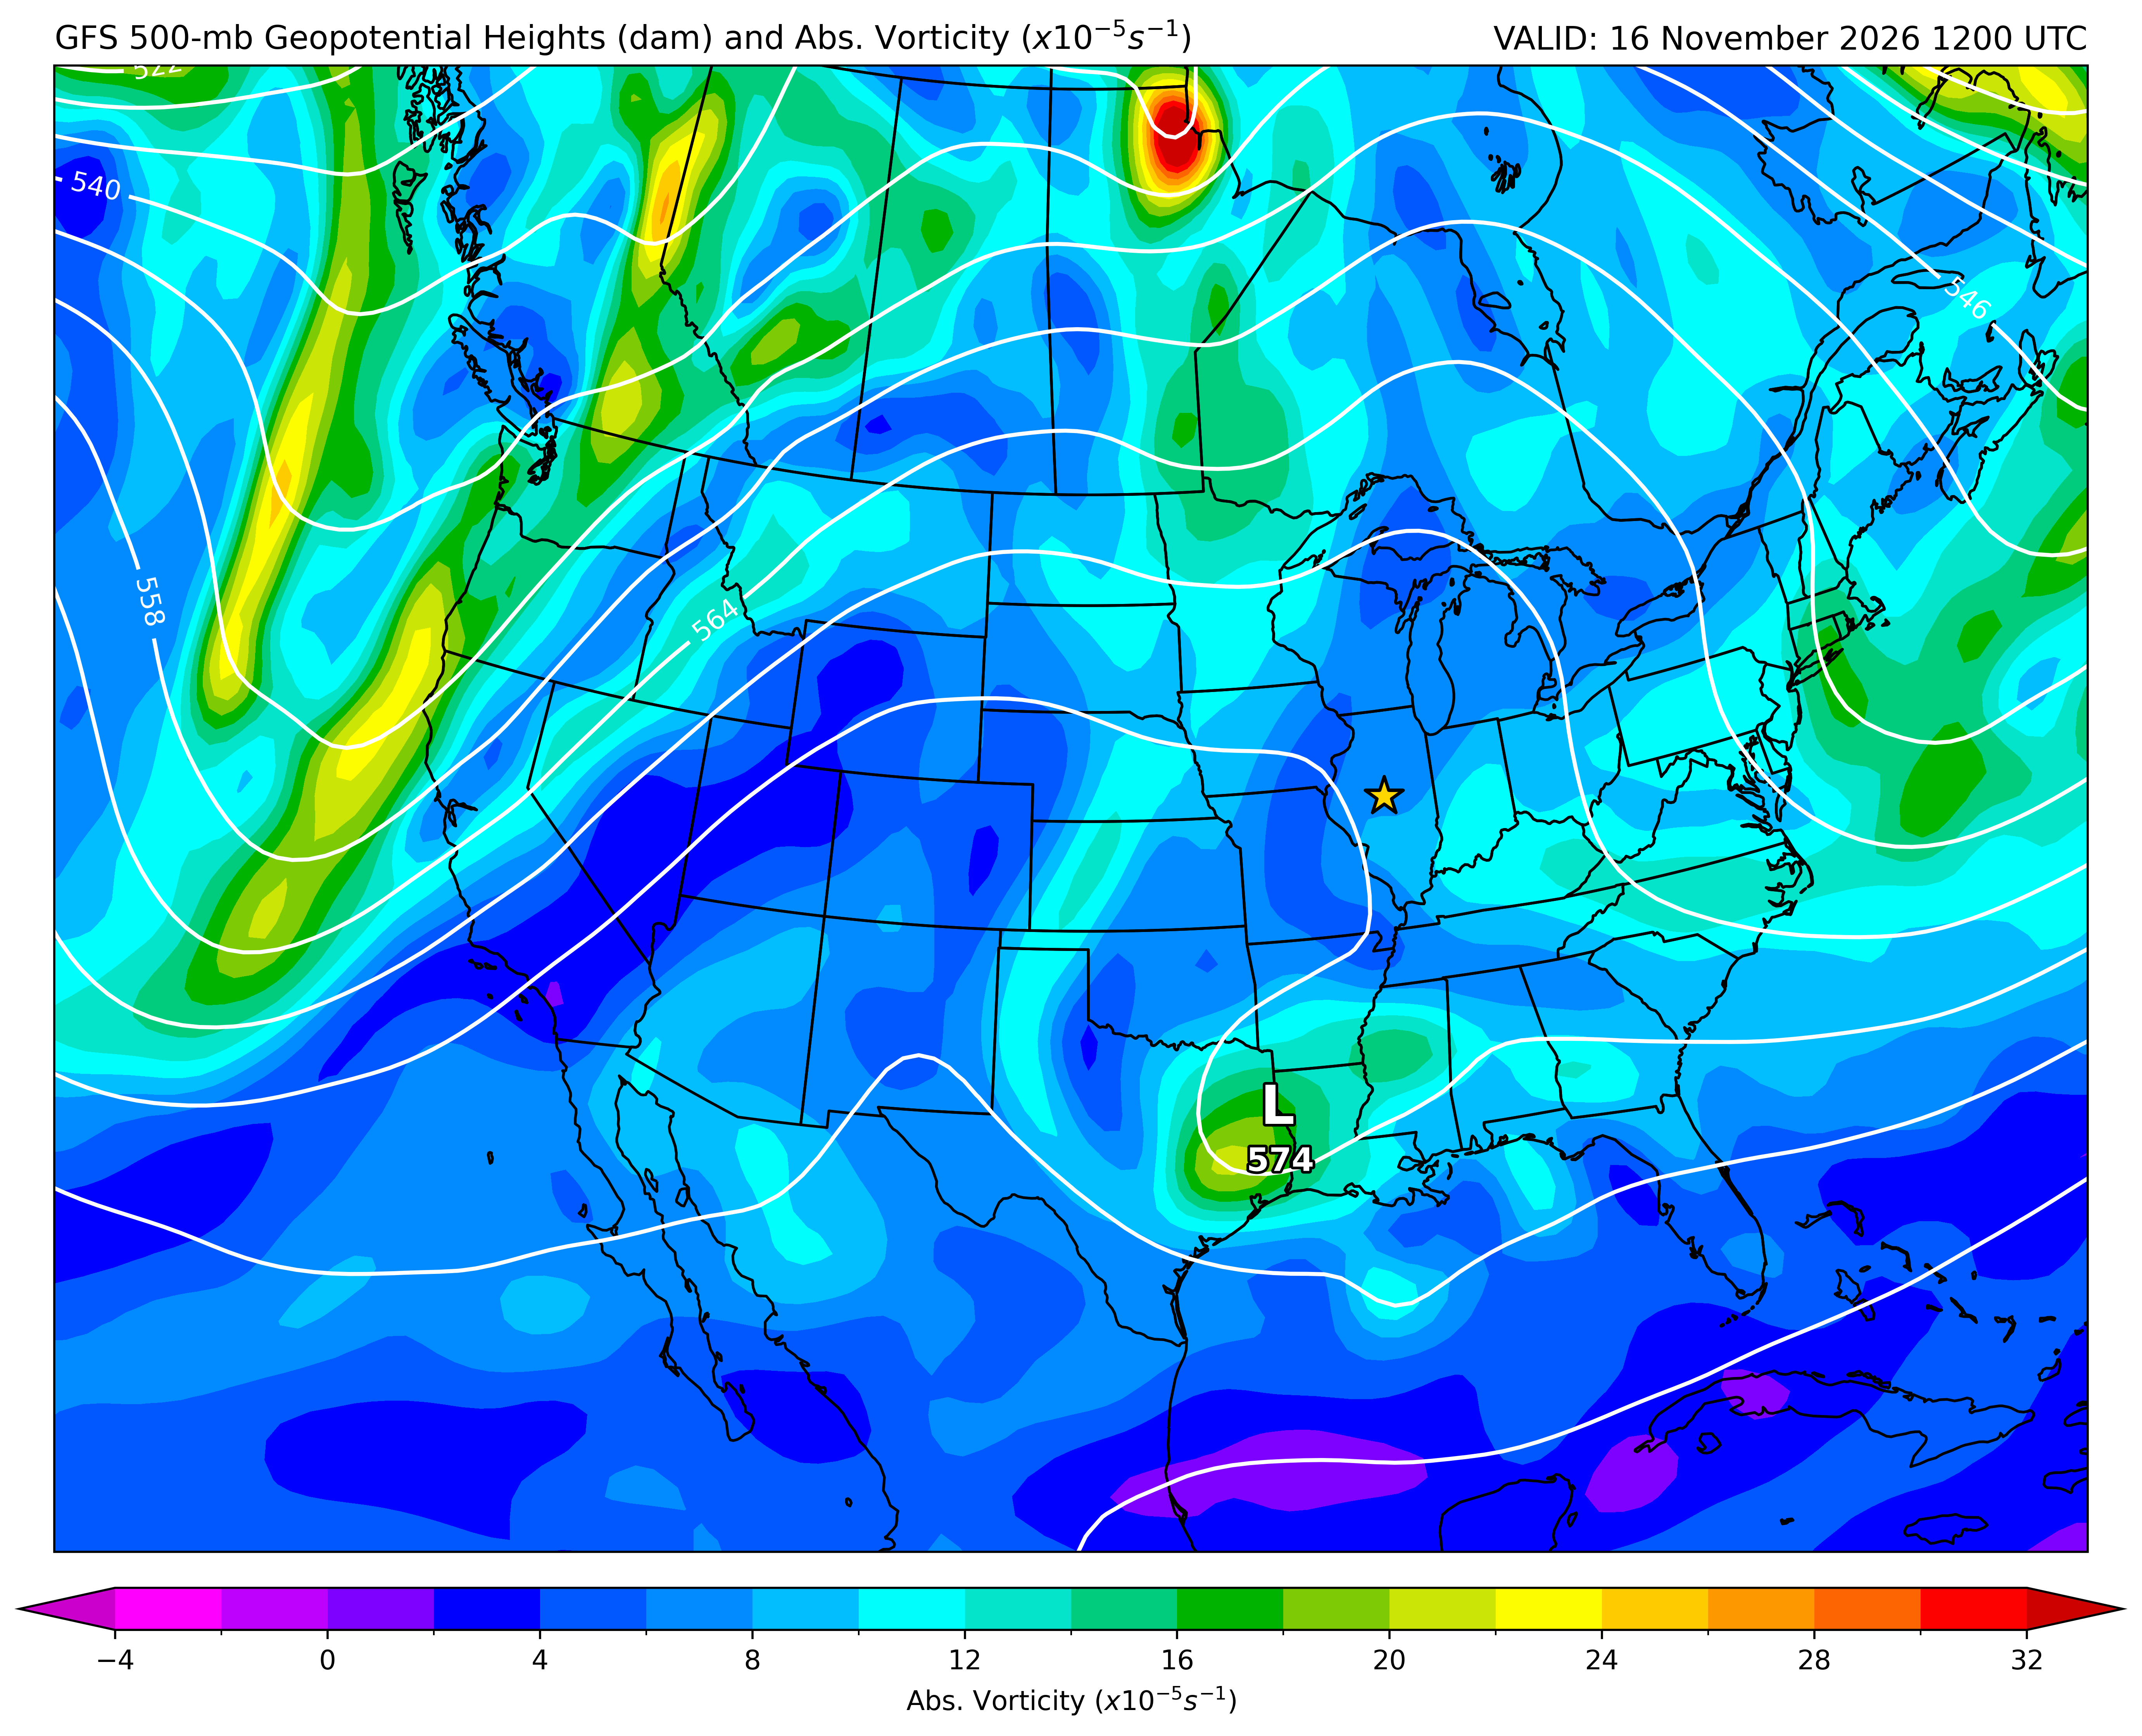 GFS 500-mb Geopotential Heights (dam) and Abs. Vorticity (x10⁻⁵s⁻¹) VALID: 16 November 2026 1200 UTC
522
540
546
558
564
L
574
−4 0 4 8 12 16 20 24 28 32
Abs. Vorticity (x10⁻⁵s⁻¹)